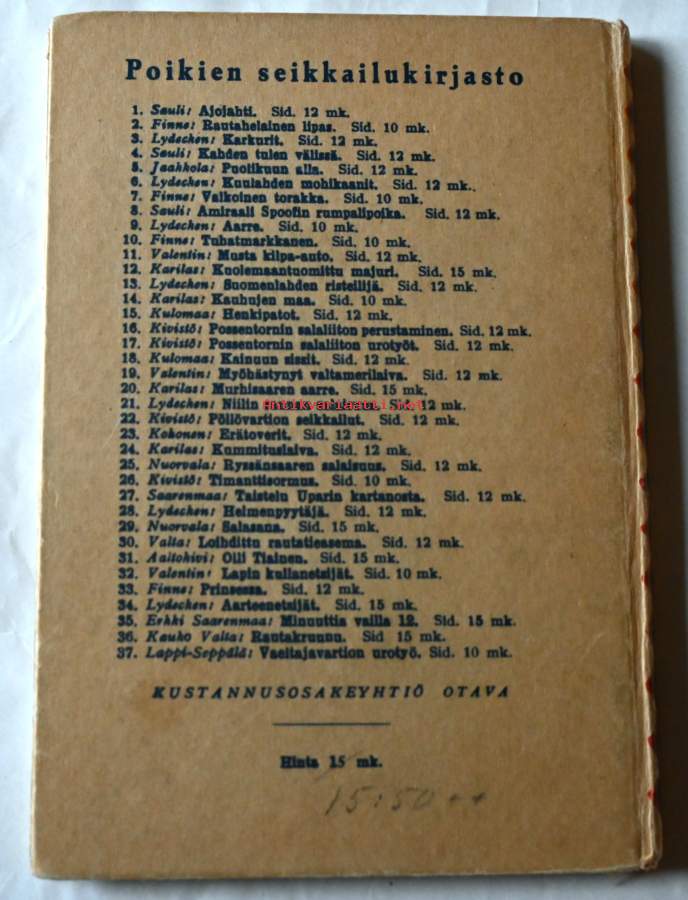 Poikien seikkailukirjasto
1. Sauli: Ajojahti. Sid. 12 mk.
2. Finne: Rautahelainen lipas. Sid. 10 mk.
3. Lydecken: Karkurit. Sid. 12 mk.
4. Sauli: Kahden tulen välissä. Sid. 12 mk.
5. Jaahkola: Puotikuun alla. Sid. 12 mk.
6. Lydecken: Kuulahden mohikaanit. Sid. 12 mk.
7. Finne: Valkoinen torakka. Sid. 10 mk.
8. Sauli: Amiraali Spoofin rumpalipoika. Sid. 12 mk.
9. Lydecken: Aarre. Sid. 10 mk.
10. Finne: Tuhatmarkkanen. Sid. 10 mk.
11. Valentin: Musta kilpa-auto. Sid. 12 mk.
12. Karilas: Kuolemaantuomittu majuri. Sid. 15 mk.
13. Lydecken: Suomenlahden risteilijä. Sid. 12 mk.
14. Karilas: Kauhujen maa. Sid. 10 mk.
15. Kulomaa: Henkipatot. Sid. 12 mk.
16. Kivistö: Possentornin salaliiton perustaminen. Sid. 12 mk.
17. Kivistö: Possentornin salaliiton urotyöt. Sid. 12 mk.
18. Kulomaa: Kainuun sissit. Sid. 12 mk.
19. Valentin: Myöhästynyt valtamerilaiva. Sid. 12 mk.
20. Karilas: Murhisaaren aarre. Sid. 15 mk.
21. Lydecken: Niilin Sid. 12 mk.
antikvariaatti.net
22. Kivistö: Pöllövartion seikkailut. Sid. 12 mk.
23. Kokonen: Erätoverit. Sid. 12 mk.
24. Karilas: Kummituslaiva. Sid. 12 mk.
25. Nuorvala: Ryssänsaaren salaisuus. Sid. 12 mk.
26. Kivistö: Timanttisormus. Sid. 10 mk.
27. Saarenmaa: Taistelu Uparin kartanosta. Sid. 12 mk.
28. Lydecken: Helmenpyytäjä. Sid. 12 mk.
29. Nuorvala: Salasana. Sid. 15 mk.
30. Valta: Loihdittu rautatieasema. Sid. 12 mk.
31. Aaltohivi: Olli Tiainen. Sid. 15 mk.
32. Valentin: Lapin kullanetsijät. Sid. 10 mk.
33. Finne: Prinsessa. Sid. 12 mk.
34. Lydecken: Aarteenetsijät. Sid. 15 mk.
35. Erkki Saarenmaa: Minuuttia vailla 12. Sid. 15 mk.
36. Kauko Valta: Rautakruunu. Sid 15 mk.
37. Lappi-Seppälä: Vaeltajavartion urotyö. Sid. 10 mk.
KUSTANNUSOSAKEYHTIÖ OTAVA
Hinta 15 mk.
15:50 ++